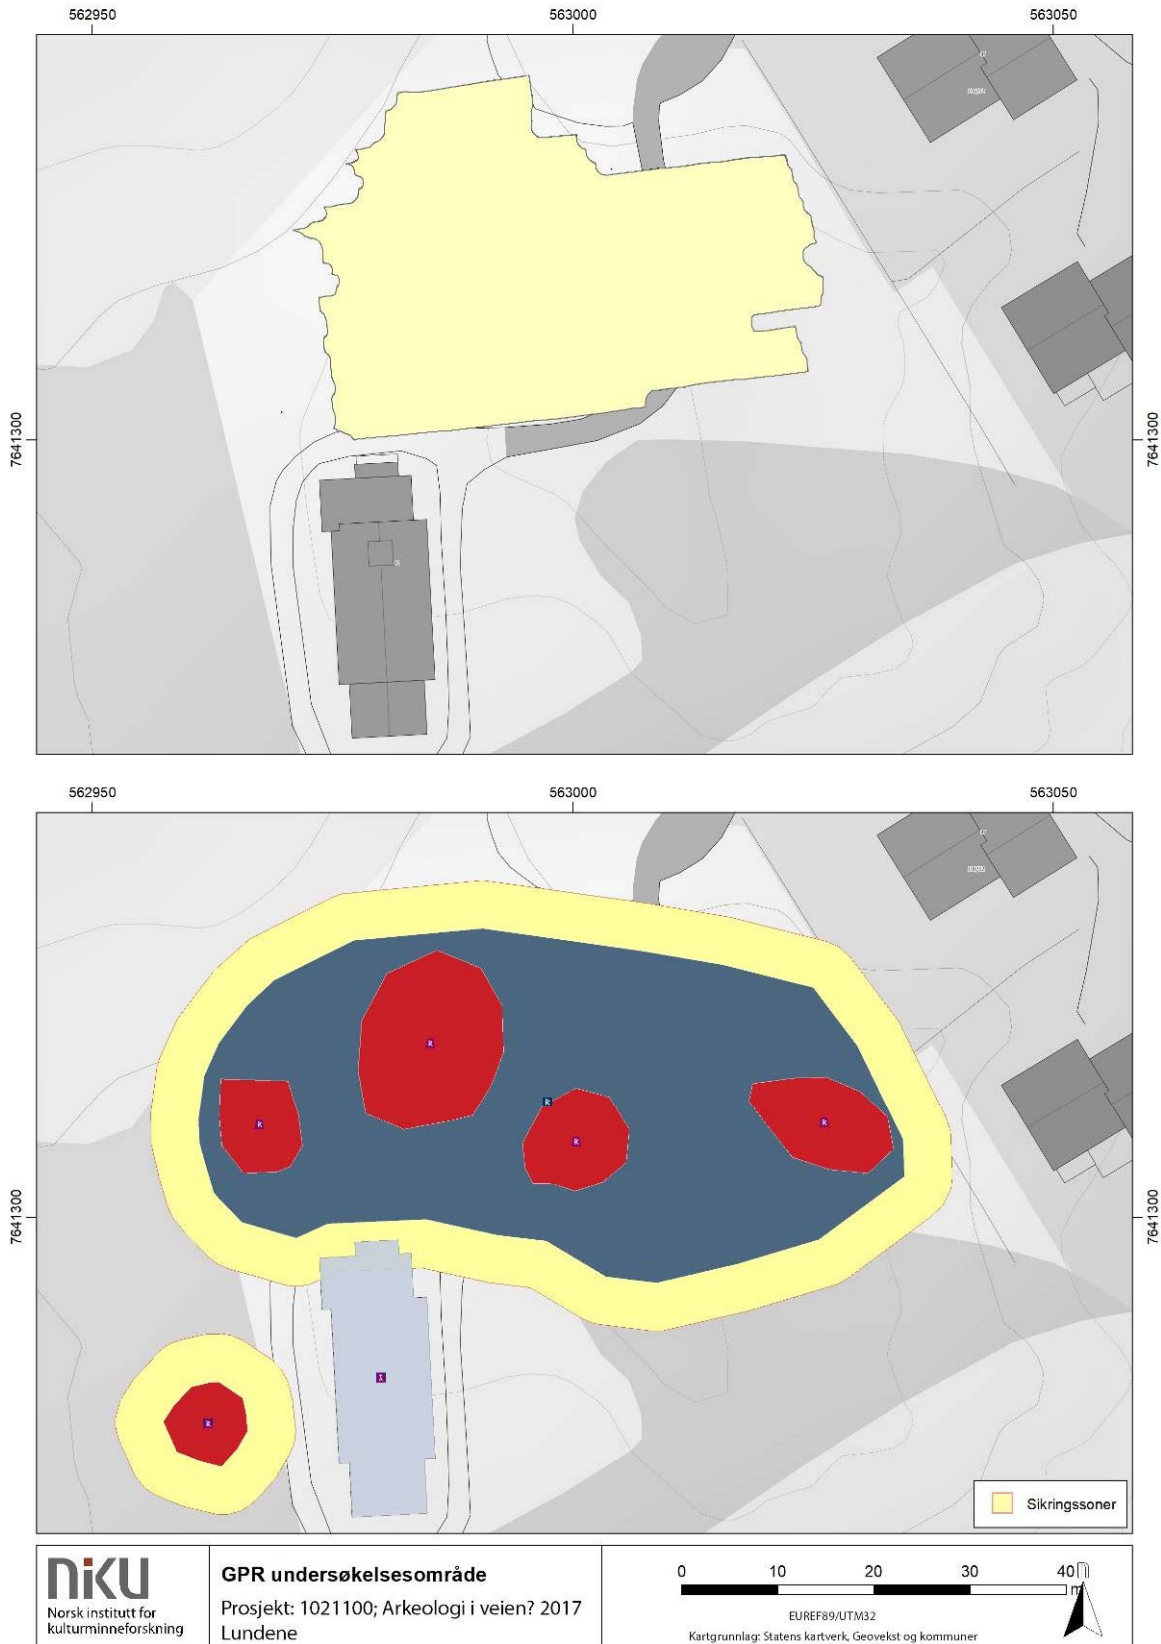 562950 563000 563050
7641300 7641300
562950 563000 563050
R
R
R
R
R
7641300 7641300
R
Sikringssoner
niku
Norsk institutt for
kulturminneforskning
GPR undersøkelsesområde
Prosjekt: 1021100; Arkeologi i veien? 2017
Lundene
0 10 20 30 40
m
n
EUREF89/UTM32
Kartgrunnlag: Statens kartverk, Geovekst og kommuner